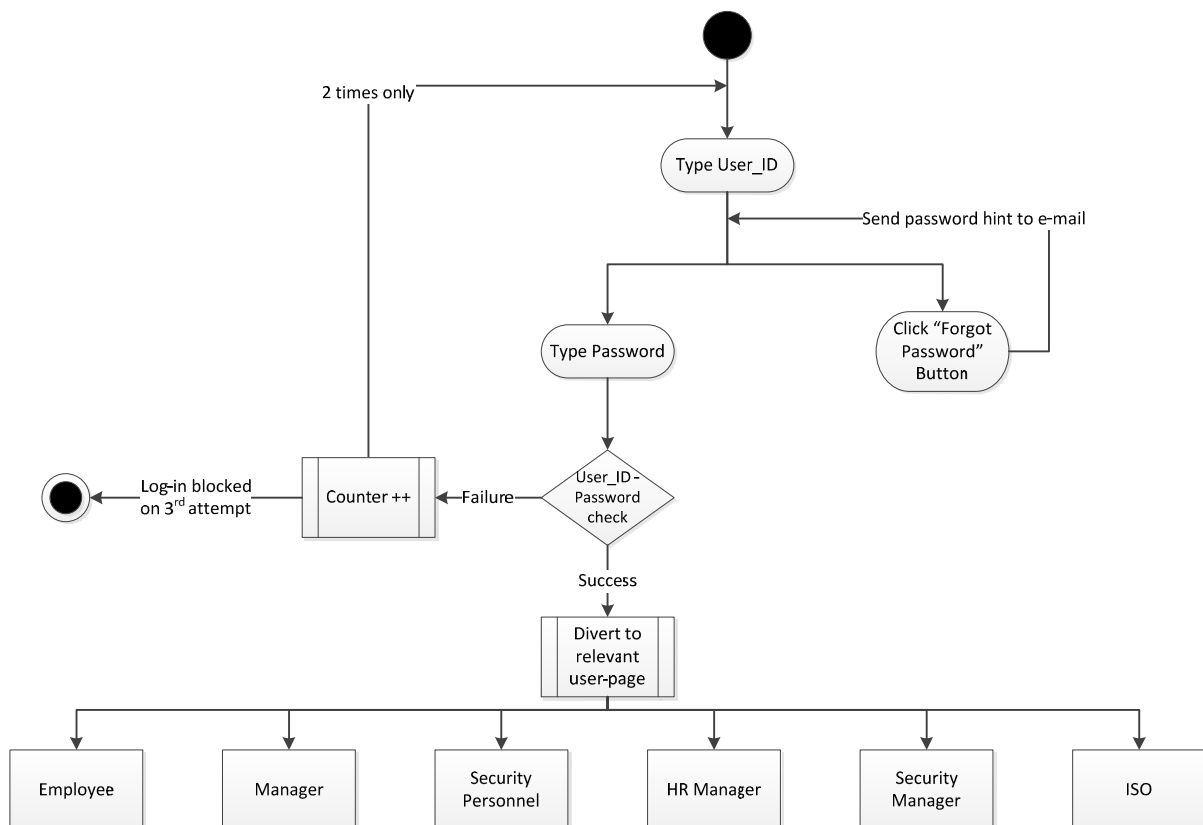 2 times only
Type User_ID
Send password hint to e-mail
Type Password
Click “Forgot
Password”
Button
User_ID -
Password
check
Failure
Counter ++
Log-in blocked
on 3rd attempt
Success
Divert to
relevant
user-page
Employee
Manager
Security
Personnel
HR Manager
Security
Manager
ISO